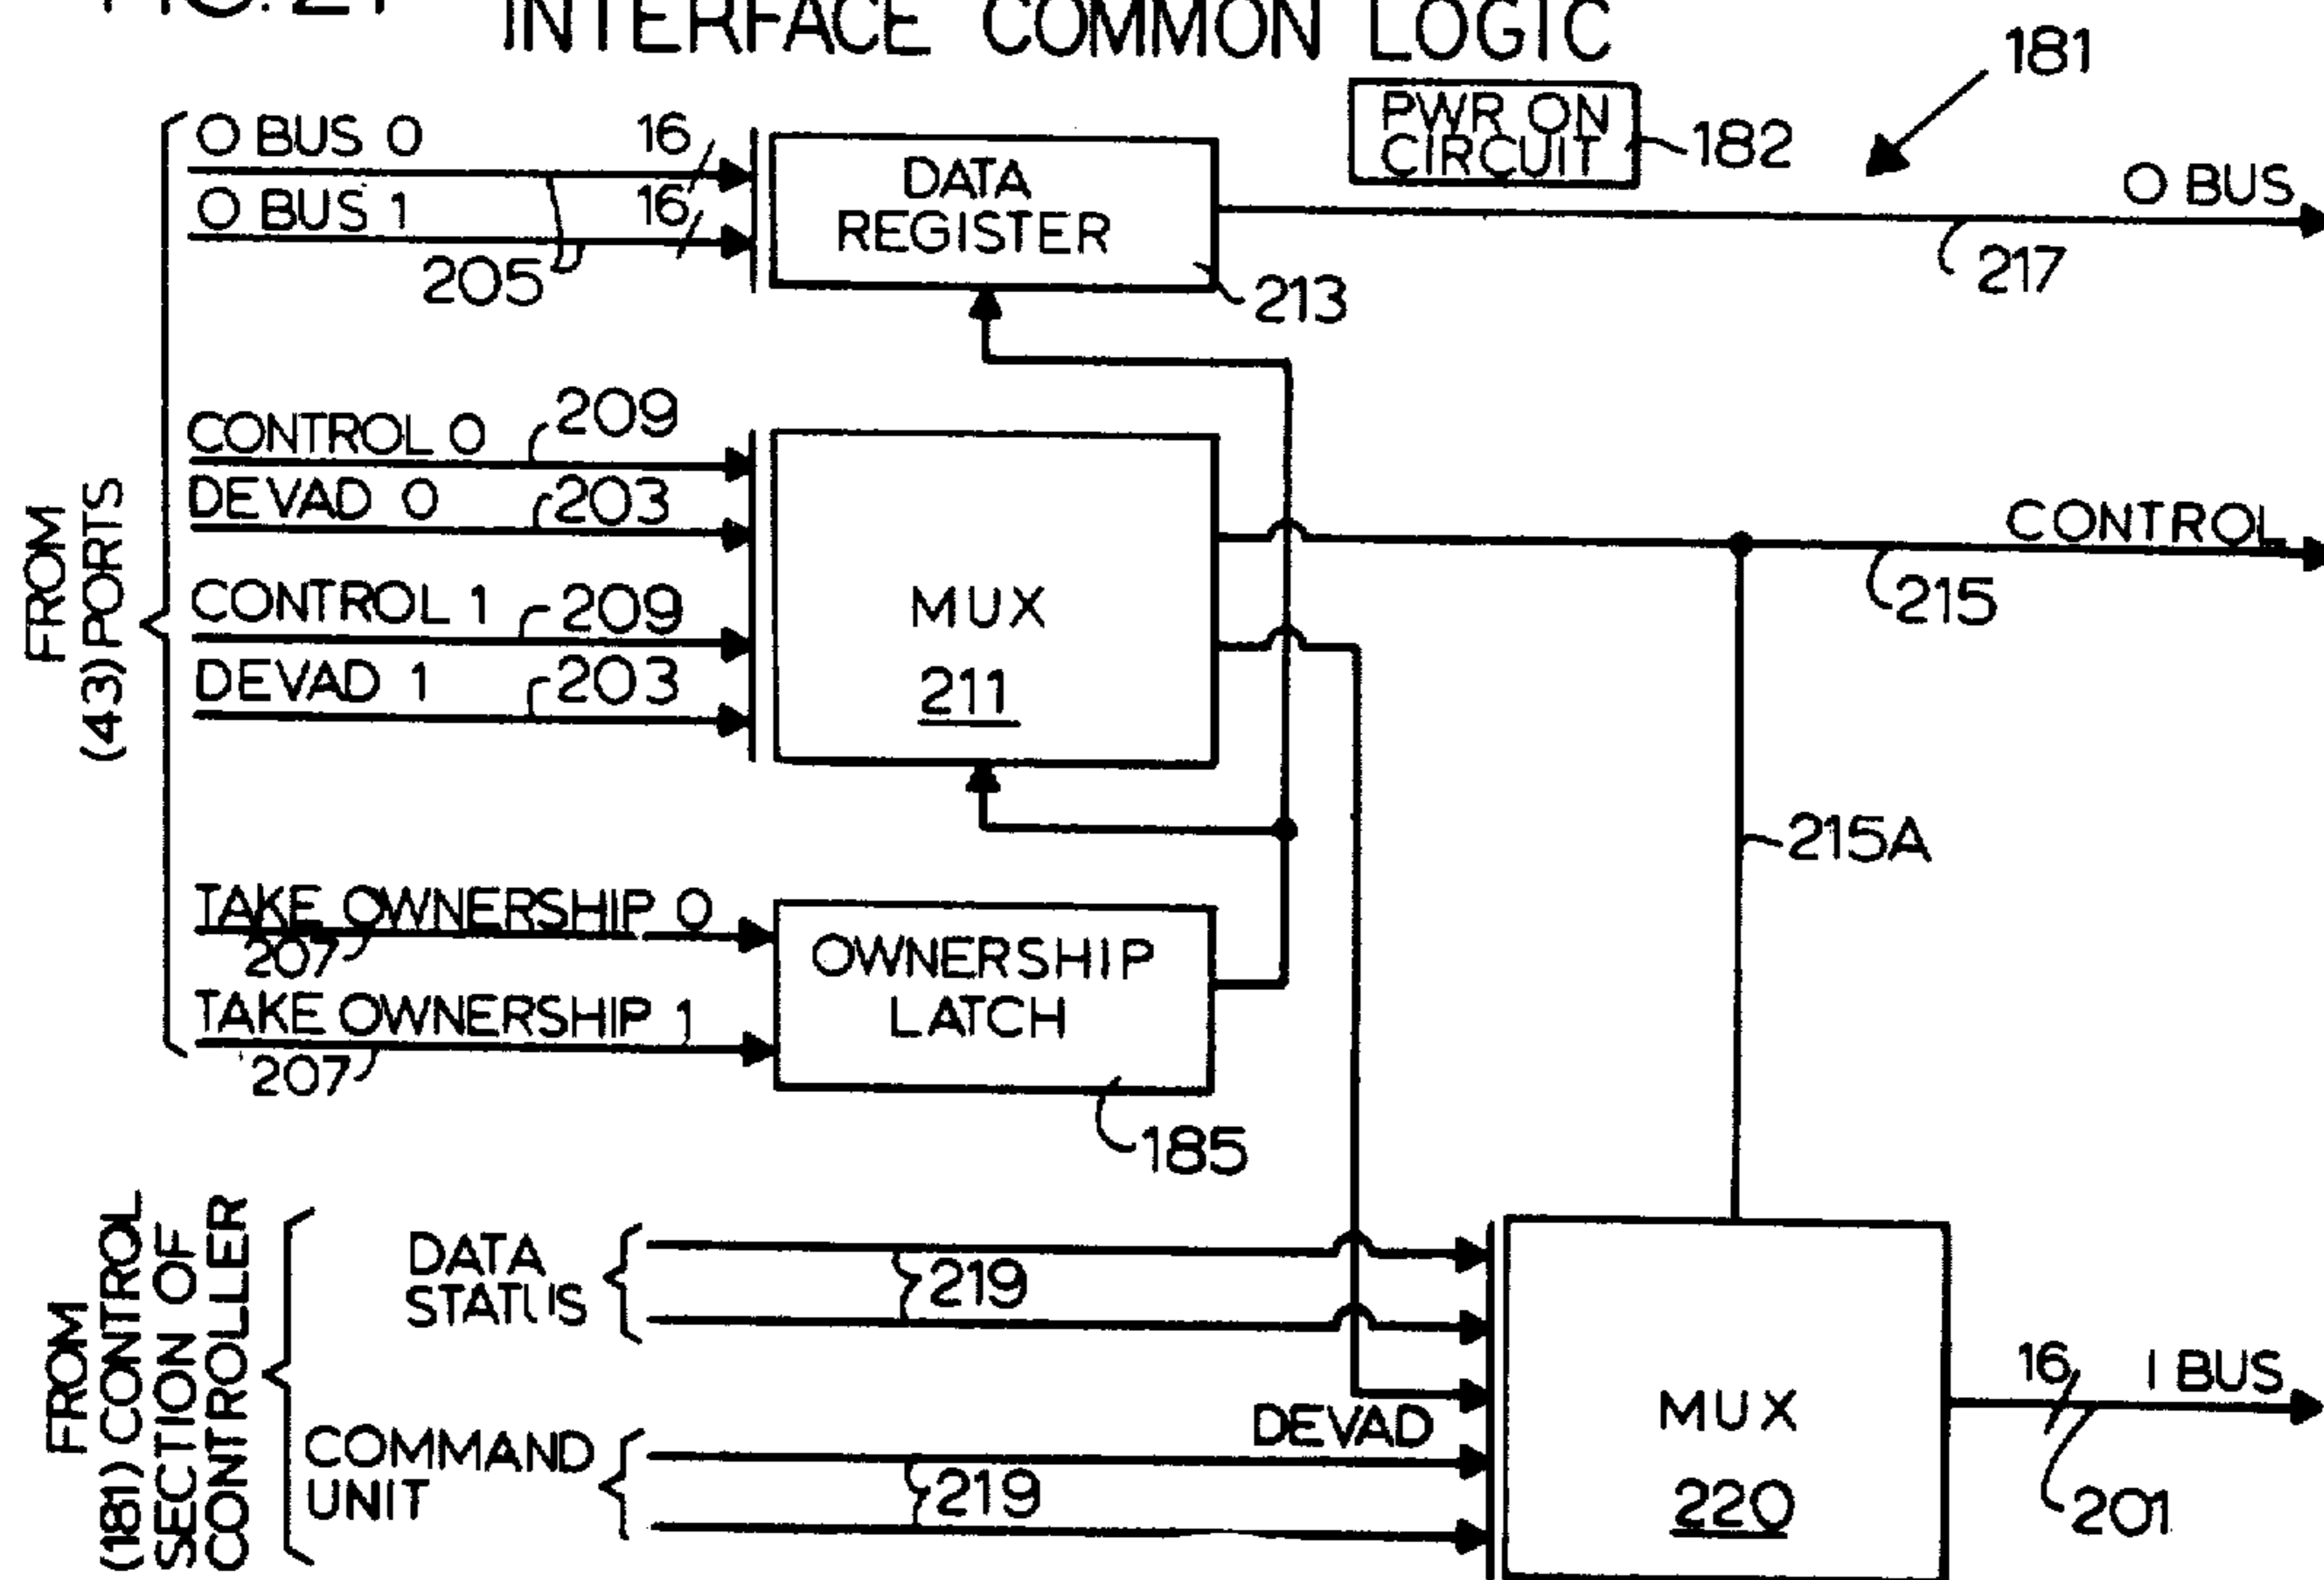 FIG. 21
INTERFACE COMMON LOGIC
181
PWR ON
CIRCUIT
182
O BUS 0
16
O BUS 1
16
205
DATA
REGISTER
213
O BUS
217
FROM
(43) PORTS
CONTROL 0
209
DEVAD 0
203
CONTROL 1
209
DEVAD 1
203
MUX
211
CONTROL
215
215A
TAKE OWNERSHIP 0
207
TAKE OWNERSHIP 1
207
OWNERSHIP
LATCH
185
FROM
(181) CONTROL
SECTION OF
CONTROLLER
DATA
STATUS
219
COMMAND
UNIT
219
DEVAD
MUX
220
16
I BUS
201